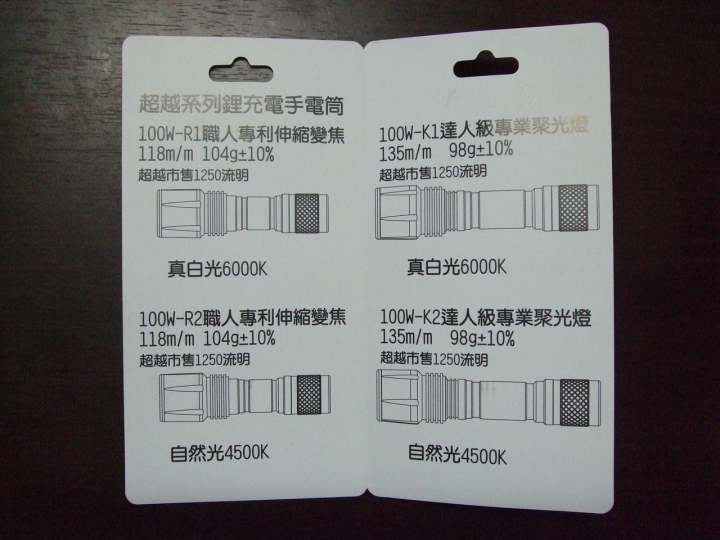 超越系列鋰充電手電筒
100W-R1職人專利伸縮變焦
118m/m 104g±10%
超越市售1250流明
真白光6000K
100W-R2職人專利伸縮變焦
118m/m 104g±10%
超越市售1250流明
自然光4500K
100W-K1達人級專業聚光燈
135m/m 98g±10%
超越市售1250流明
真白光6000K
100W-K2達人級專業聚光燈
135m/m 98g±10%
超越市售1250流明
自然光4500K